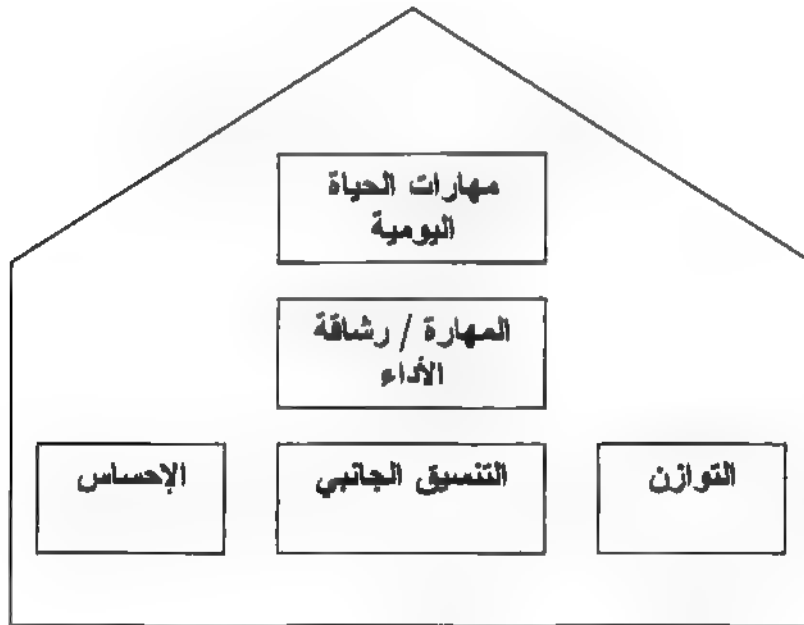 مهارات الحياة
اليومية
المهارة / رشاقة
الأداء
التوازن
التنسيق الجانبي
الإحساس